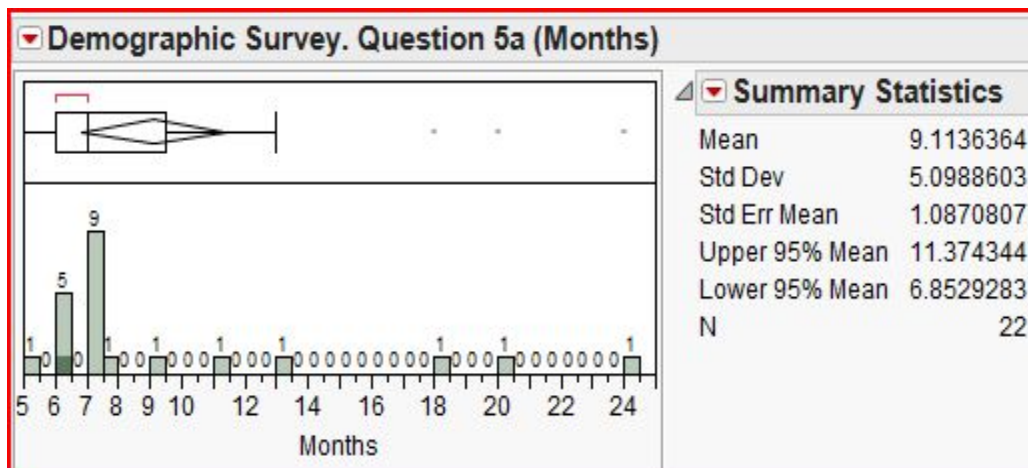 Demographic Survey. Question 5a (Months)
9
5
1 0 0 1 0 0 1 0 0 0 1 0 0 0 1 0 0 0 0 0 0 0 0 0 1 0 0 0 1 0 0 0 0 0 0 0 1
5 6 7 8 9 10 12 14 16 18 20 22 24
Months
Summary Statistics
Mean 9.1136364
Std Dev 5.0988603
Std Err Mean 1.0870807
Upper 95% Mean 11.374344
Lower 95% Mean 6.8529283
N 22